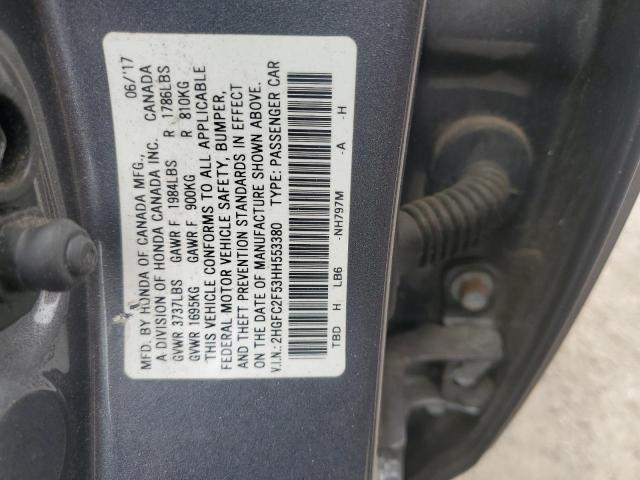 MFD. BY HONDA OF CANADA MFG., 06/'17
A DIVISION OF HONDA CANADA INC. CANADA
GVWR 3737LBS GAWR F 1984LBS R 1786LBS
GVWR 1695KG GAWR F 900KG R 810KG
THIS VEHICLE CONFORMS TO ALL APPLICABLE
FEDERAL MOTOR VEHICLE SAFETY, BUMPER,
AND THEFT PREVENTION STANDARDS IN EFFECT
ON THE DATE OF MANUFACTURE SHOWN ABOVE.
V.I.N.: 2HGFC2F53HH553380 TYPE: PASSENGER CAR
TBD H LB6 -NH797M -A -H